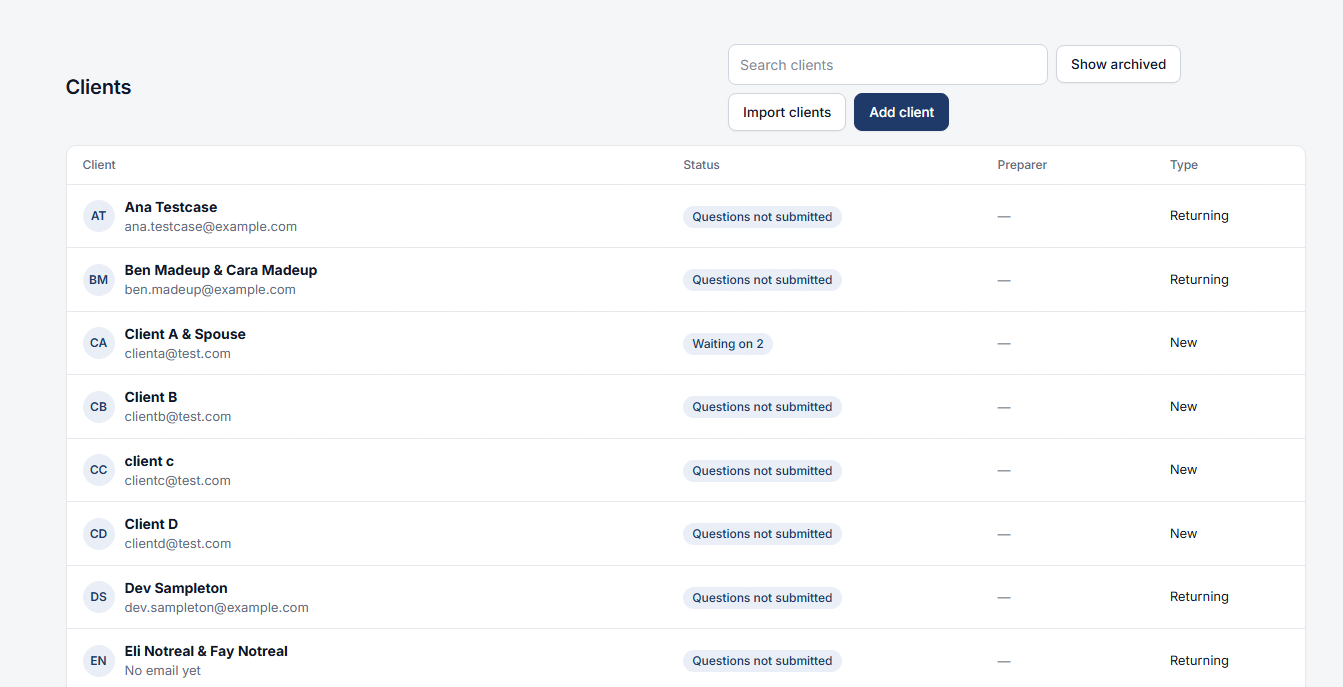 Search clients
Show archived
Clients
Import clients
Add client
Client Status Preparer Type
AT Ana Testcase
ana.testcase@example.com
Questions not submitted — Returning
BM Ben Madeup & Cara Madeup
ben.madeup@example.com
Questions not submitted — Returning
CA Client A & Spouse
clienta@test.com
Waiting on 2 — New
CB Client B
clientb@test.com
Questions not submitted — New
CC client c
clientc@test.com
Questions not submitted — New
CD Client D
clientd@test.com
Questions not submitted — New
DS Dev Sampleton
dev.sampleton@example.com
Questions not submitted — Returning
EN Eli Notreal & Fay Notreal
No email yet
Questions not submitted — Returning